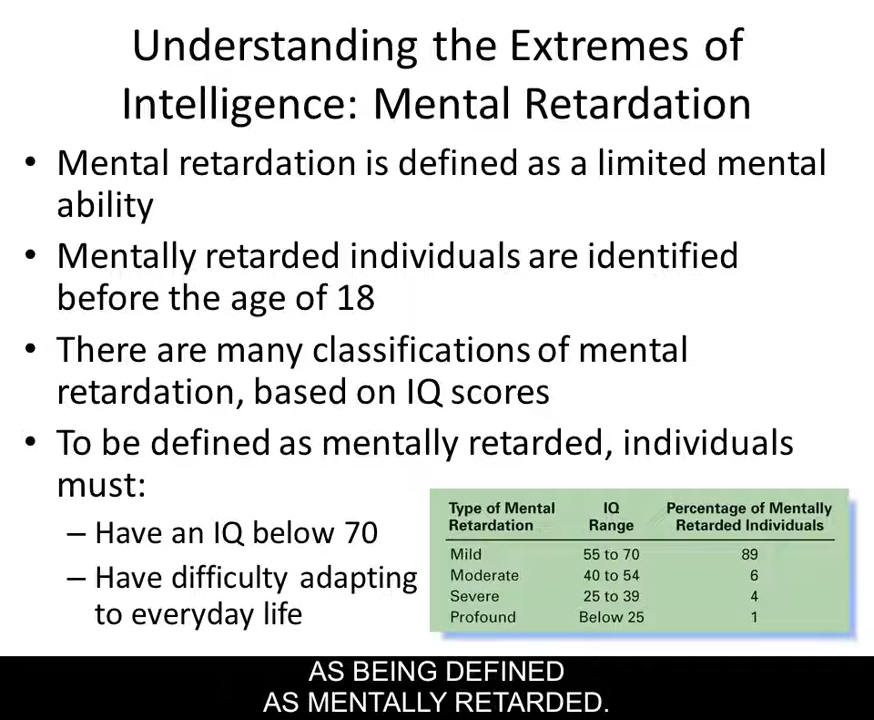 Understanding the Extremes of
Intelligence: Mental Retardation
• Mental retardation is defined as a limited mental
ability
• Mentally retarded individuals are identified
before the age of 18
• There are many classifications of mental
retardation, based on IQ scores
• To be defined as mentally retarded, individuals
must:
– Have an IQ below 70
– Have difficulty adapting
to everyday life
Type of Mental IQ Percentage of Mentally
Retardation Range Retarded Individuals
Mild 55 to 70 89
Moderate 40 to 54 6
Severe 25 to 39 4
Profound Below 25 1
AS BEING DEFINED
AS MENTALLY RETARDED.